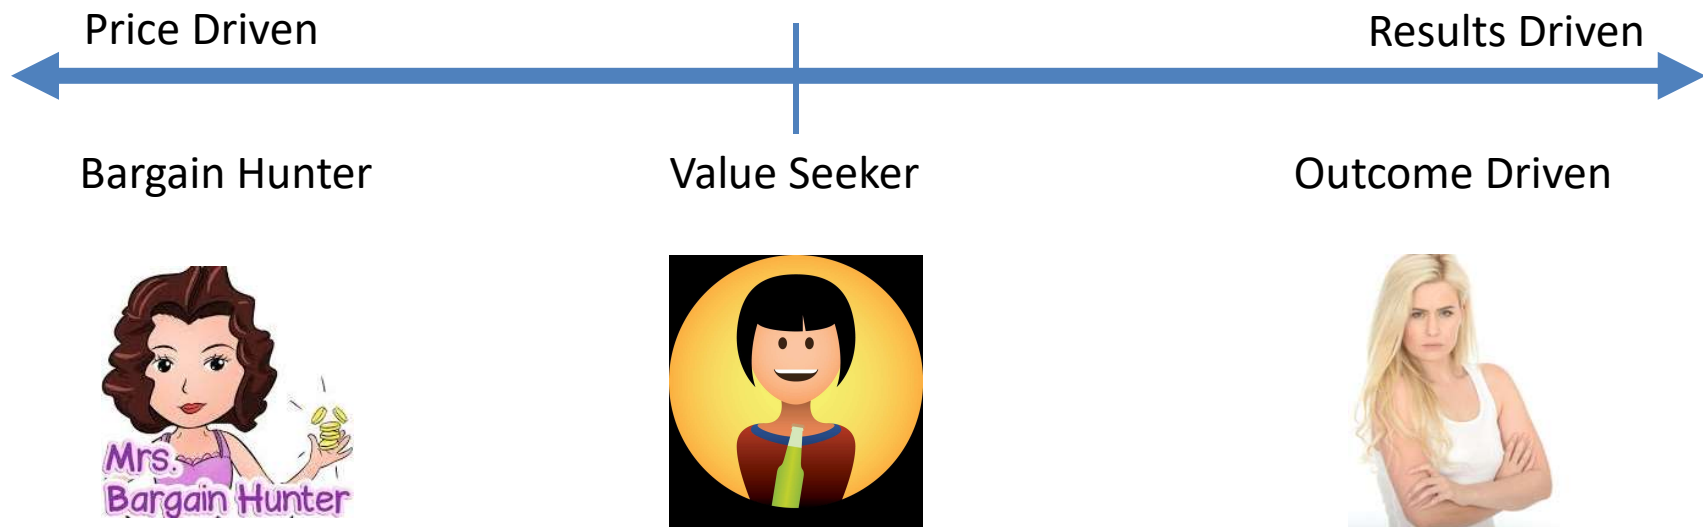 Price Driven
Results Driven
Bargain Hunter
Value Seeker
Outcome Driven
Mrs.
Bargain Hunter